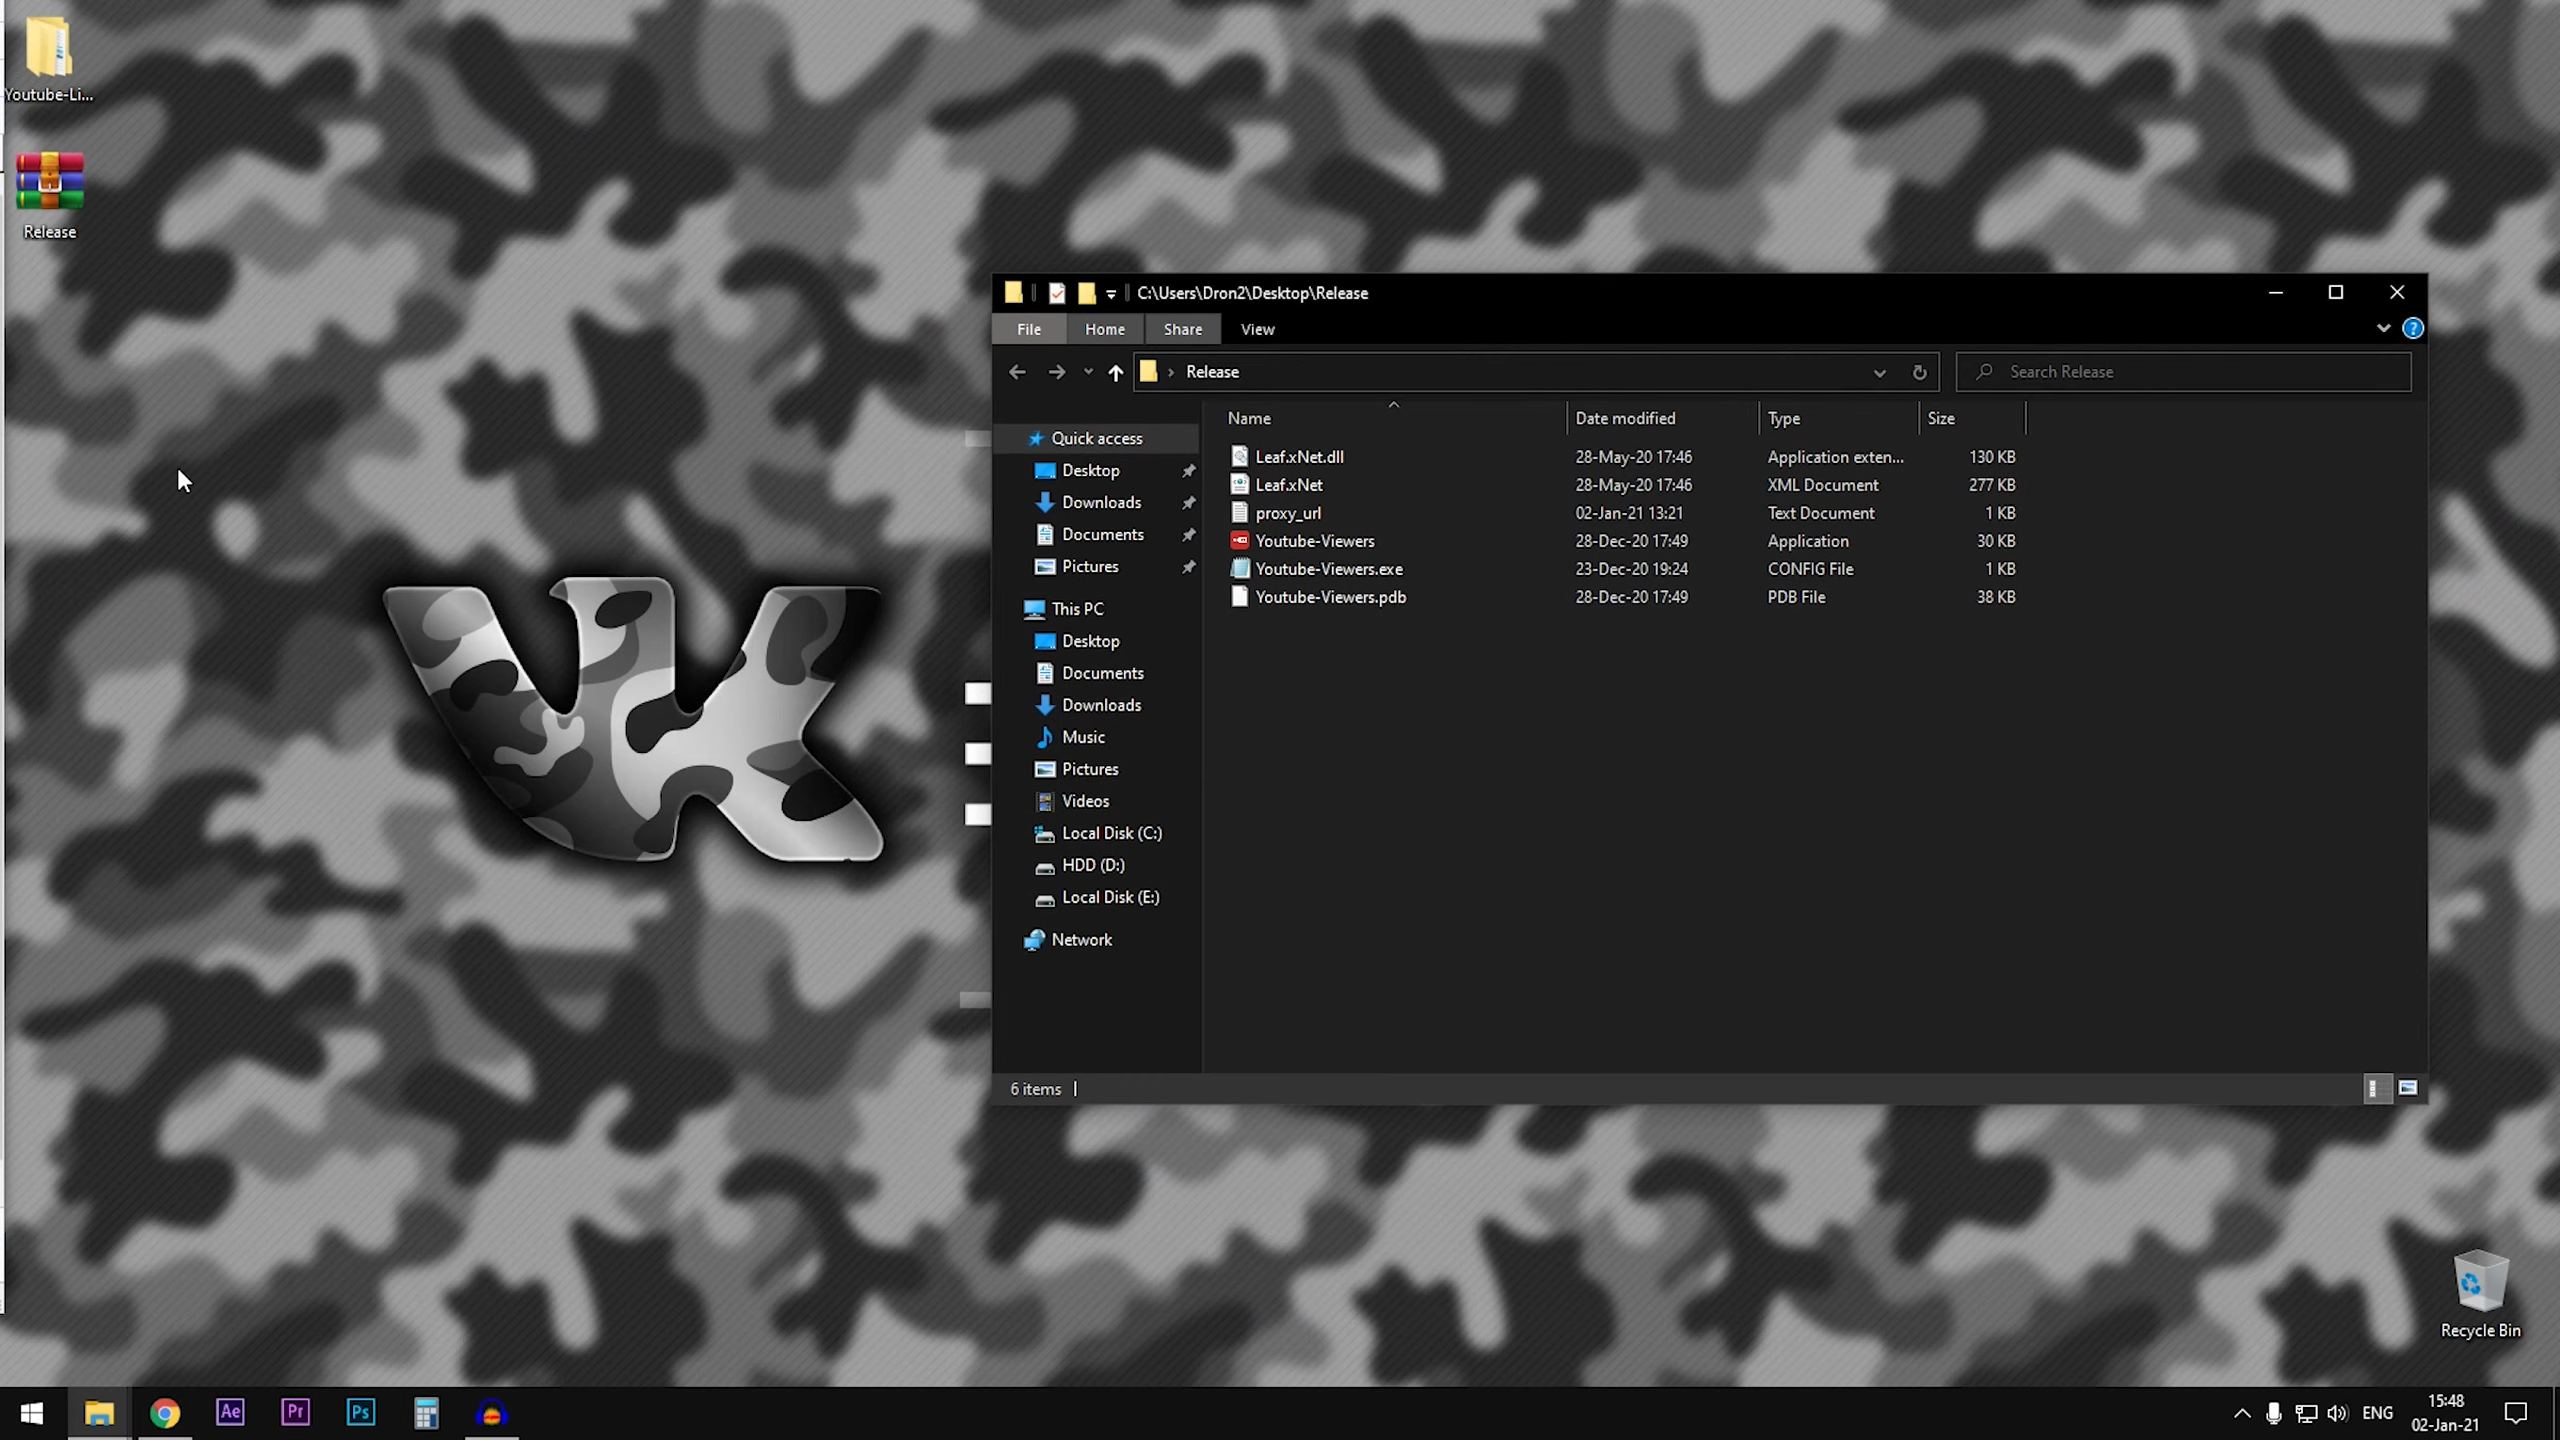 Youtube-Li...
Release
C:\Users\Dron2\Desktop\Release
File Home Share View
Release
Search Release
Name Date modified Type Size
Quick access
Desktop
Downloads
Documents
Pictures
This PC
Desktop
Documents
Downloads
Music
Pictures
Videos
Local Disk (C:)
HDD (D:)
Local Disk (E:)
Network
Leaf.xNet.dll 28-May-20 17:46 Application exten... 130 KB
Leaf.xNet 28-May-20 17:46 XML Document 277 KB
proxy_url 02-Jan-21 13:21 Text Document 1 KB
Youtube-Viewers 28-Dec-20 17:49 Application 30 KB
Youtube-Viewers.exe 23-Dec-20 19:24 CONFIG File 1 KB
Youtube-Viewers.pdb 28-Dec-20 17:49 PDB File 38 KB
6 items
VK
Recycle Bin
Ae Pr Ps
ENG
15:48
02-Jan-21